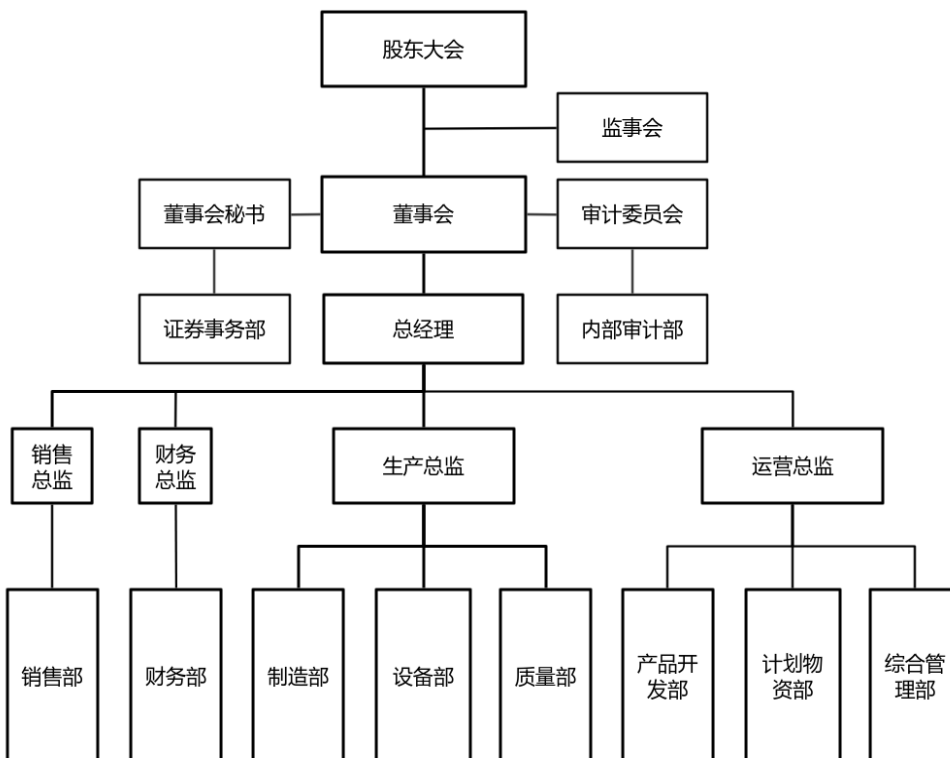 股东大会
监事会
董事会秘书
董事会
审计委员会
证券事务部
总经理
内部审计部
销售
总监
财务
总监
生产总监
运营总监
销售部
财务部
制造部
设备部
质量部
产品开
发部
计划物
资部
综合管
理部